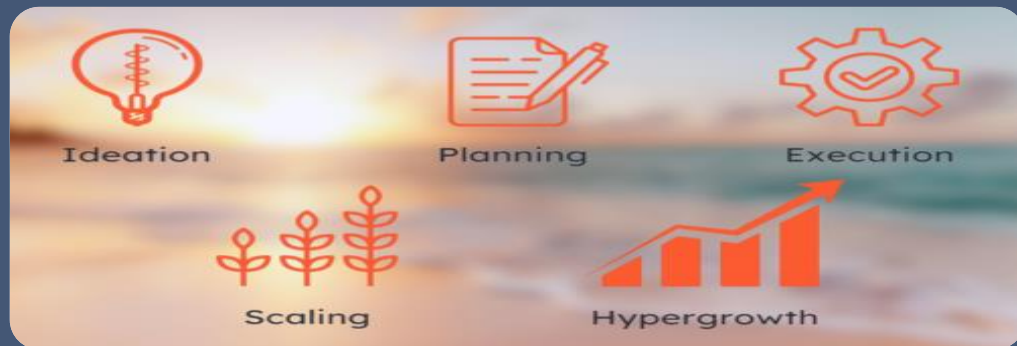 Ideation
Planning
Execution
Scaling
Hypergrowth